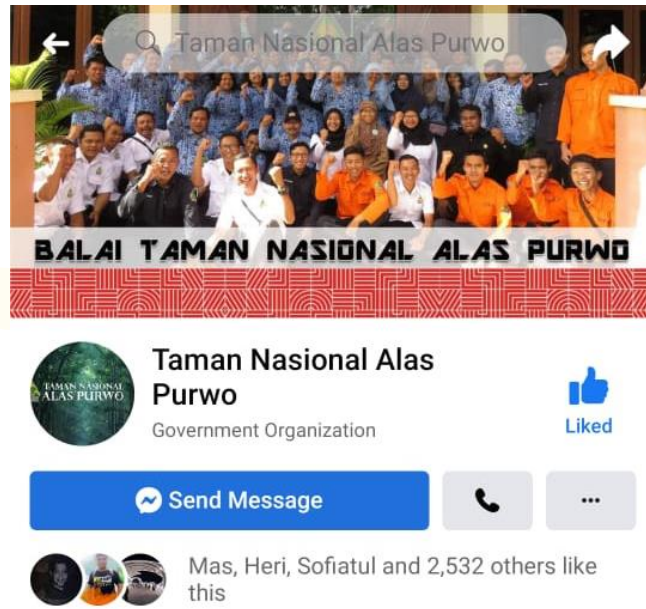 Taman Nasional Alas Purwo
BALAI TAMAN NASIONAL ALAS PURWO
TAMAN NASIONAL
ALAS PURWO
Taman Nasional Alas
Purwo
Government Organization
Liked
Send Message
Mas, Heri, Sofiatul and 2,532 others like
this